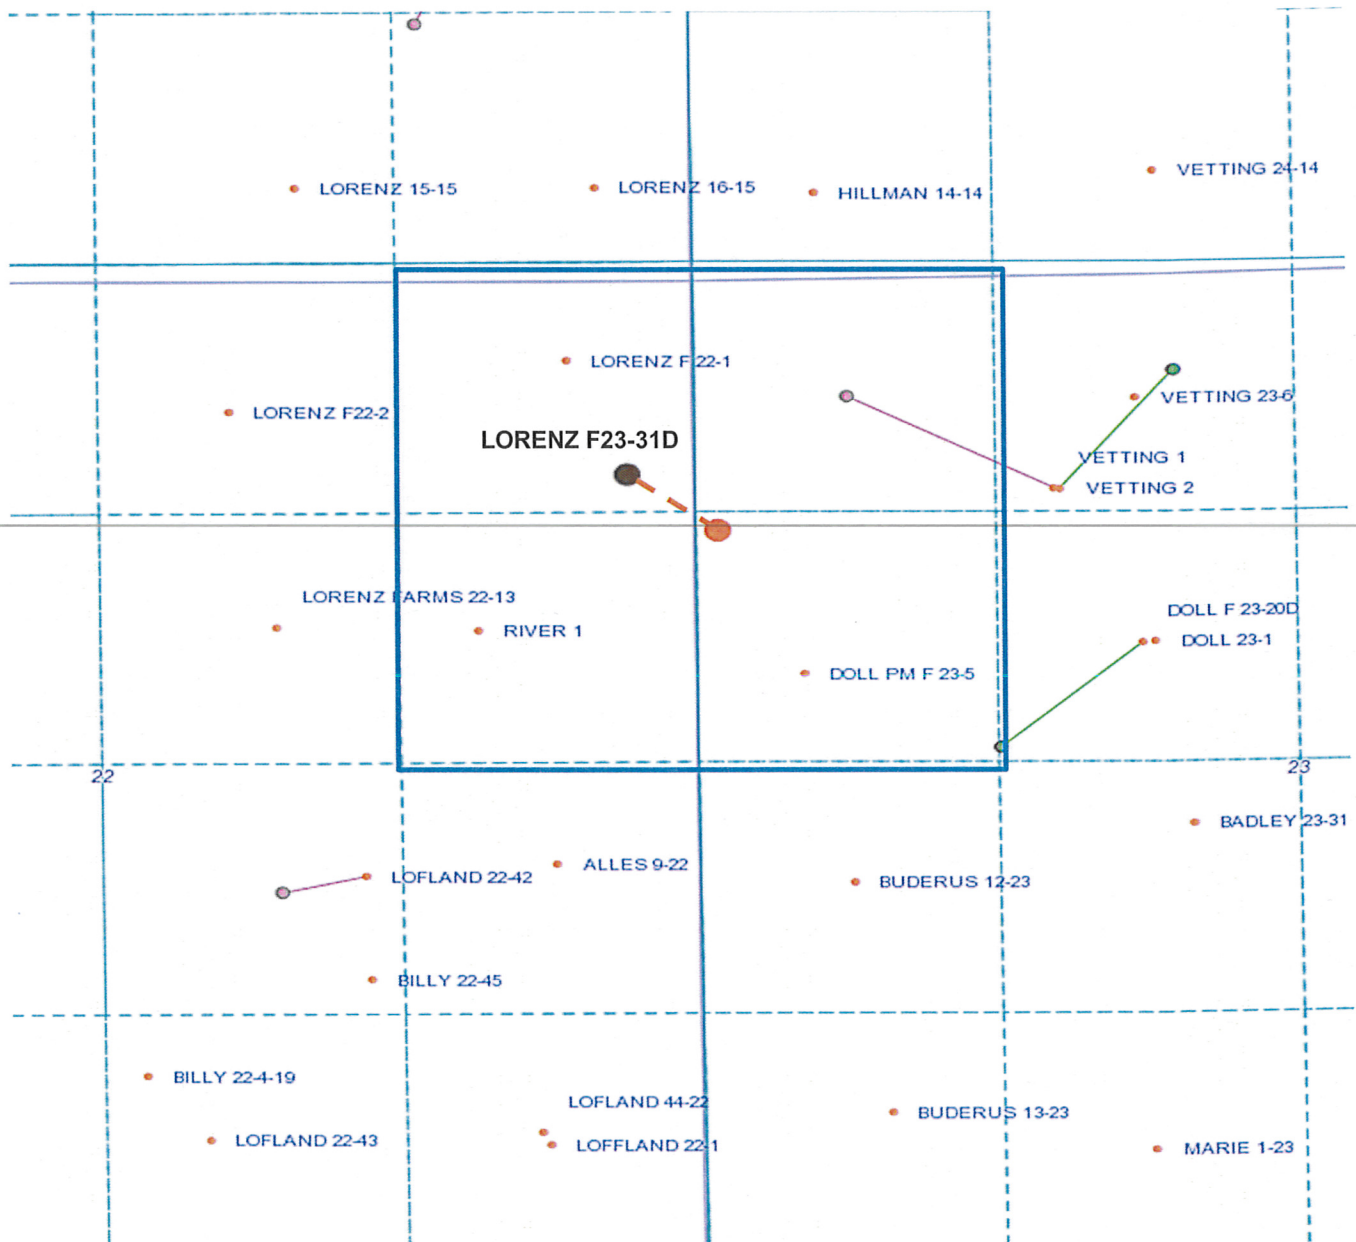 VETTING 24-14
LORENZ 15-15
LORENZ 16-15
HILLMAN 14-14
LORENZ F 22-1
VETTING 23-6
LORENZ F22-2
LORENZ F23-31D
VETTING 1
VETTING 2
LORENZ FARMS 22-13
RIVER 1
DOLL F 23-20D
DOLL 23-1
DOLL PM F 23-5
22
23
BADLEY 23-31
ALLES 9-22
LOFLAND 22-42
BUDERUS 12-23
BILLY 22-45
BILLY 22-4-19
LOFLAND 44-22
BUDERUS 13-23
LOFLAND 22-43
LOFFLAND 22-1
MARIE 1-23